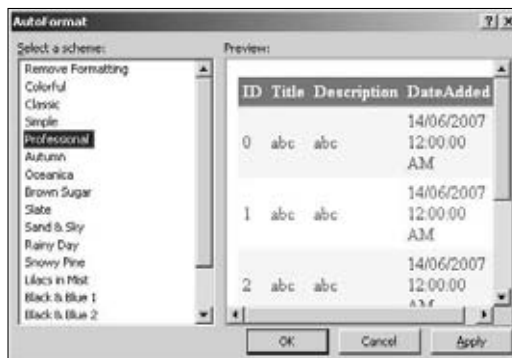 AutoFormat
Select a scheme:
Remove Formatting
Colorful
Classic
Simple
Professional
Autumn
Oceanica
Brown Sugar
Slate
Sand & Sky
Rainy Day
Snowy Pine
Lilacs in Mist
Black & Blue 1
Black & Blue 2
Preview:
ID Title Description DateAdded
0 abc abc 14/06/2007 12:00:00 AM
1 abc abc 14/06/2007 12:00:00 AM
2 abc abc 14/06/2007 12:00:00 AM
OK Cancel Apply